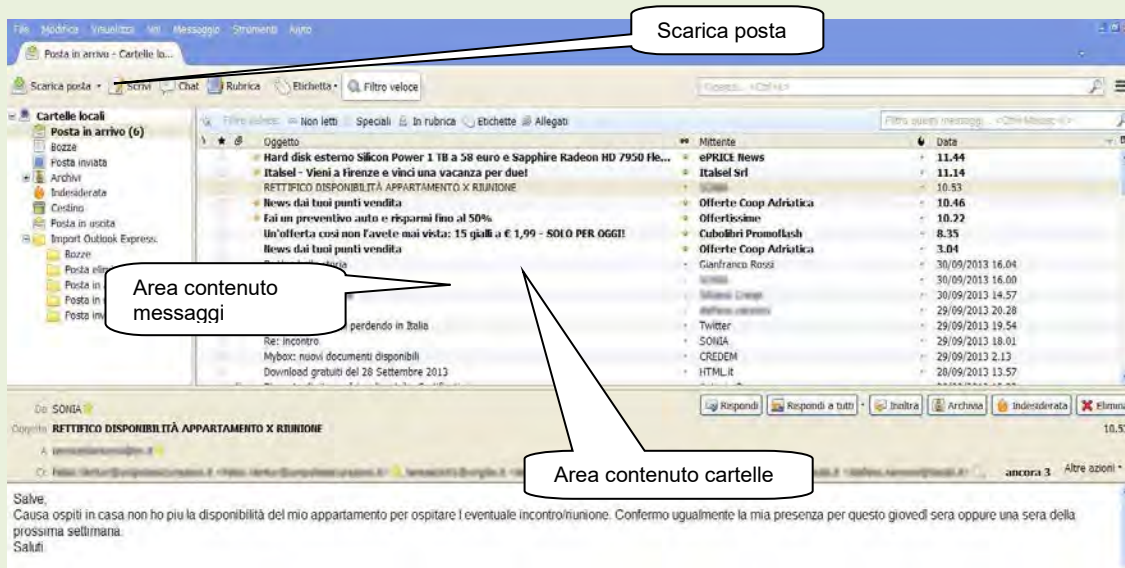 File Modifica Visualizza Vai Messaggio Strumenti Aiuto
Scarica posta
Posta in arrivo - Cartelle lo...
Scarica posta Scrivi Chat Rubrica Etichetta Filtro veloce
Non letti Speciali In rubrica Etichette Allegati
Cartelle locali
Posta in arrivo (6)
Bozze
Posta inviata
Archivi
Indesiderata
Cestino
Posta in uscita
Import Outlook Express.
Bozze
Posta
Posta in
Posta in
Posta
Oggetto Mittente Data
Hard disk esterno Silicon Power 1 TB a 58 euro e Sapphire Radeon HD 7950 Fle... ePRICE News 11.44
Italsel - Vieni a Firenze e vinci una vacanza per due! Italsel Srl 11.14
RETTIFICO DISPONIBILITÀ APPARTAMENTO X RIUNIONE 10.53
News dai tuoi punti vendita Offerte Coop Adriatica 10.46
Fai un preventivo auto e risparmi fino al 50% Offertissime 10.22
Un'offerta così non l'avete mai vista: 15 gialli a € 1,99 - SOLO PER OGGI! Cubolibri Promoflash 8.35
News dai tuoi punti vendita Offerte Coop Adriatica 3.04
Gianfranco Rossi 30/09/2013 16.04
30/09/2013 16.00
30/09/2013 14.57
29/09/2013 20.28
perdendo in Italia Twitter 29/09/2013 19.54
Re: incontro SONIA 29/09/2013 18.01
Mybox: nuovi documenti disponibili CREDEM 29/09/2013 2.13
Download gratuiti del 28 Settembre 2013 HTML.it 28/09/2013 13.57
Area contenuto
messaggi
Area contenuto cartelle
Da SONIA
Rispondi Rispondi a tutti Inoltra Archivia Indesiderata Elimina
Oggetto RETTIFICO DISPONIBILITÀ APPARTAMENTO X RIUNIONE 10.53
A
Cc
ancora 3 Altre azioni
Salve,
Causa ospiti in casa non ho piu la disponibilità del mio appartamento per ospitare l eventuale incontro/riunione. Confermo ugualmente la mia presenza per questo giovedì sera oppure una sera della
prossima settimana.
Saluti